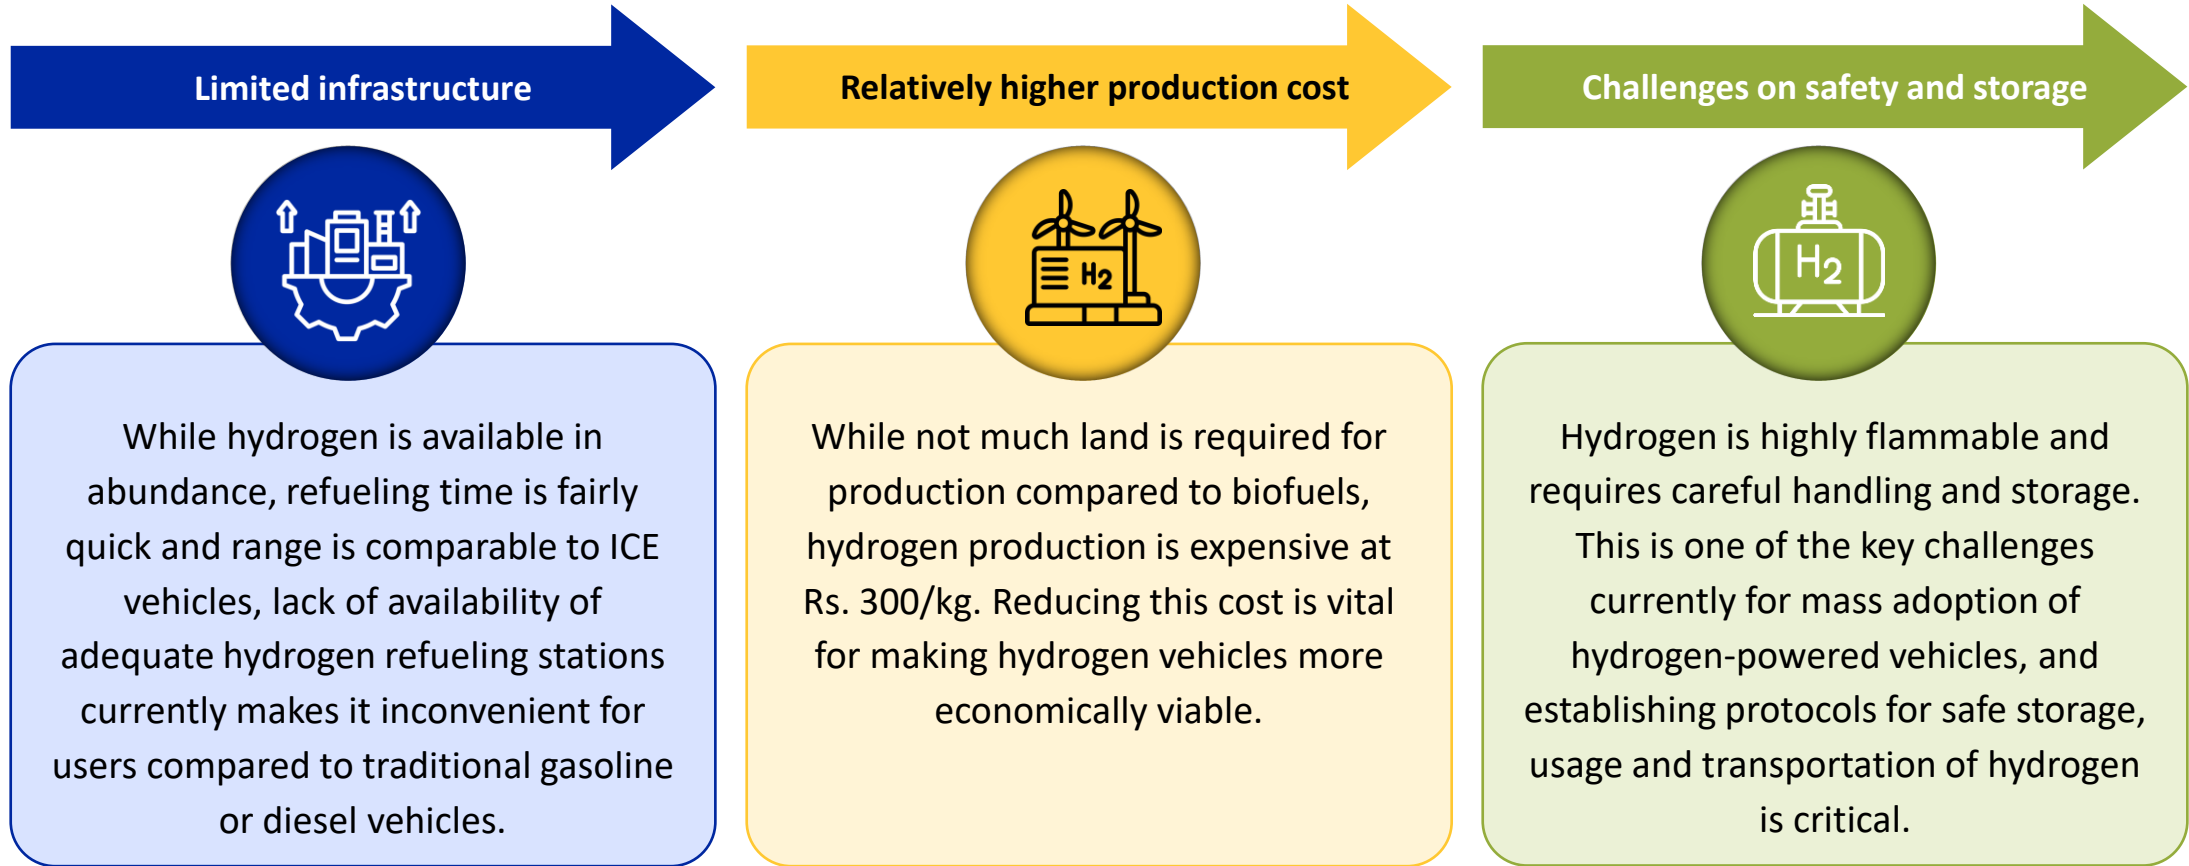 Limited infrastructure
Relatively higher production cost
Challenges on safety and storage
H2
H2
While hydrogen is available in
abundance, refueling time is fairly
quick and range is comparable to ICE
vehicles, lack of availability of
adequate hydrogen refueling stations
currently makes it inconvenient for
users compared to traditional gasoline
or diesel vehicles.
While not much land is required for
production compared to biofuels,
hydrogen production is expensive at
Rs. 300/kg. Reducing this cost is vital
for making hydrogen vehicles more
economically viable.
Hydrogen is highly flammable and
requires careful handling and storage.
This is one of the key challenges
currently for mass adoption of
hydrogen-powered vehicles, and
establishing protocols for safe storage,
usage and transportation of hydrogen
is critical.